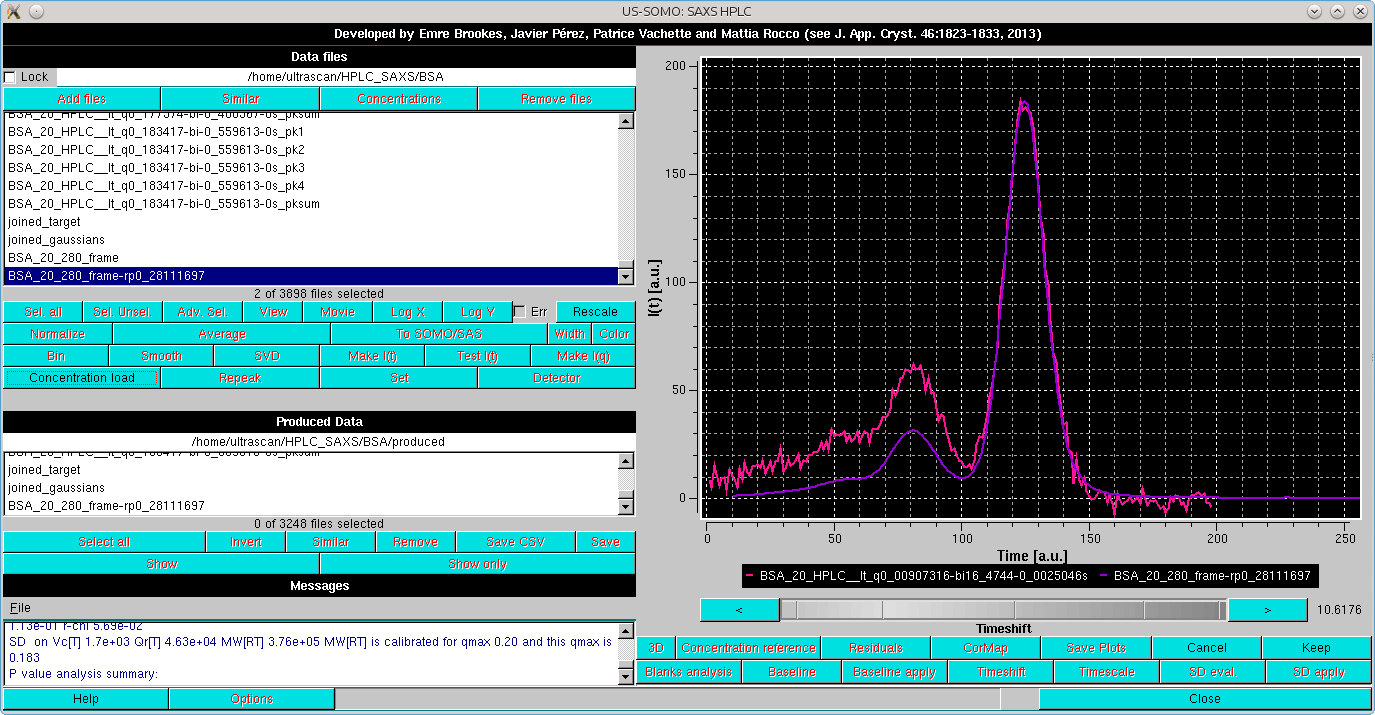 US-SOMO: SAXS HPLC
Developed by Emre Brookes, Javier Pérez, Patrice Vachette and Mattia Rocco (see J. App. Cryst. 46:1823-1833, 2013)
Data files
Lock /home/ultrascan/HPLC_SAXS/BSA
Add files Similar Concentrations Remove files
BSA_20_HPLC__It_q0_183417-bi-0_559613-0s_pk1
BSA_20_HPLC__It_q0_183417-bi-0_559613-0s_pk2
BSA_20_HPLC__It_q0_183417-bi-0_559613-0s_pk3
BSA_20_HPLC__It_q0_183417-bi-0_559613-0s_pk4
BSA_20_HPLC__It_q0_183417-bi-0_559613-0s_pksum
joined_target
joined_gaussians
BSA_20_280_frame
BSA_20_280_frame-rp0_28111697
2 of 3898 files selected
Sel. all Sel. Unsel. Adv. Sel. View Movie Log X Log Y Err Rescale
Normalize Average To SOMO/SAS Width Color
Bin Smooth SVD Make I(t) Test I(t) Make I(q)
Concentration load Repeak Set Detector
Produced Data
/home/ultrascan/HPLC_SAXS/BSA/produced
joined_target
joined_gaussians
BSA_20_280_frame-rp0_28111697
0 of 3248 files selected
Select all Invert Similar Remove Save CSV Save
Show Show only
Messages
File
1.13e-01 r-chi 5.69e-02
SD on Vc[T] 1.7e+03 Qr[T] 4.63e+04 MW[RT] 3.76e+05 MW[RT] is calibrated for qmax 0.20 and this qmax is
0.183
P value analysis summary:
Help Options
200
150
100
50
0
I(t) [a.u.]
0 50 100 150 200 250
Time [a.u.]
BSA_20_HPLC__It_q0_00907316-bi16_4744-0_0025046s BSA_20_280_frame-rp0_28111697
< > 10.6176
Timeshift
3D Concentration reference Residuals CorMap Save Plots Cancel Keep
Blanks analysis Baseline Baseline apply Timeshift Timescale SD eval. SD apply
Close